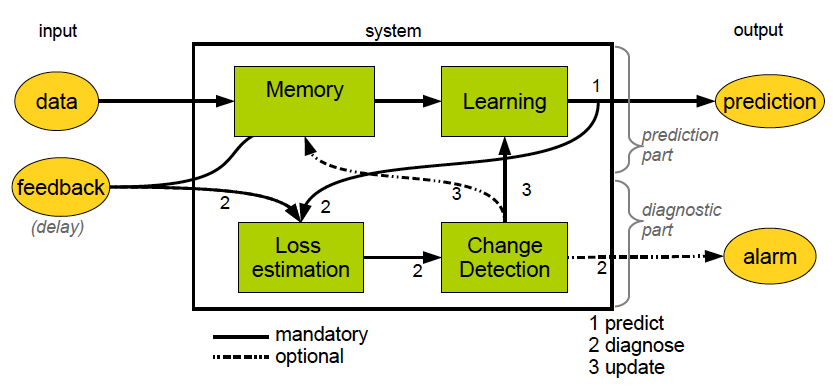 input
system
output
data
Memory
Learning
1
prediction
prediction
part
feedback
(delay)
2
2
3
3
diagnostic
part
Loss
estimation
2
Change
Detection
2
alarm
mandatory
optional
1 predict
2 diagnose
3 update